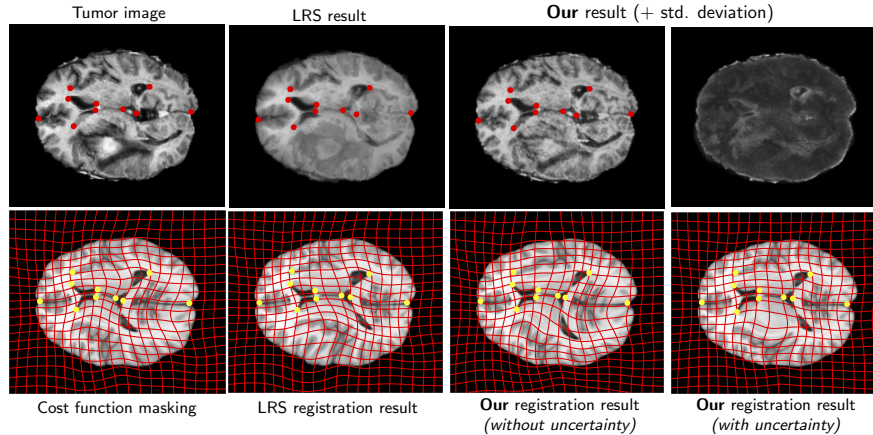 Tumor image
LRS result
Our result (+ std. deviation)
Cost function masking
LRS registration result
Our registration result
(without uncertainty)
Our registration result
(with uncertainty)